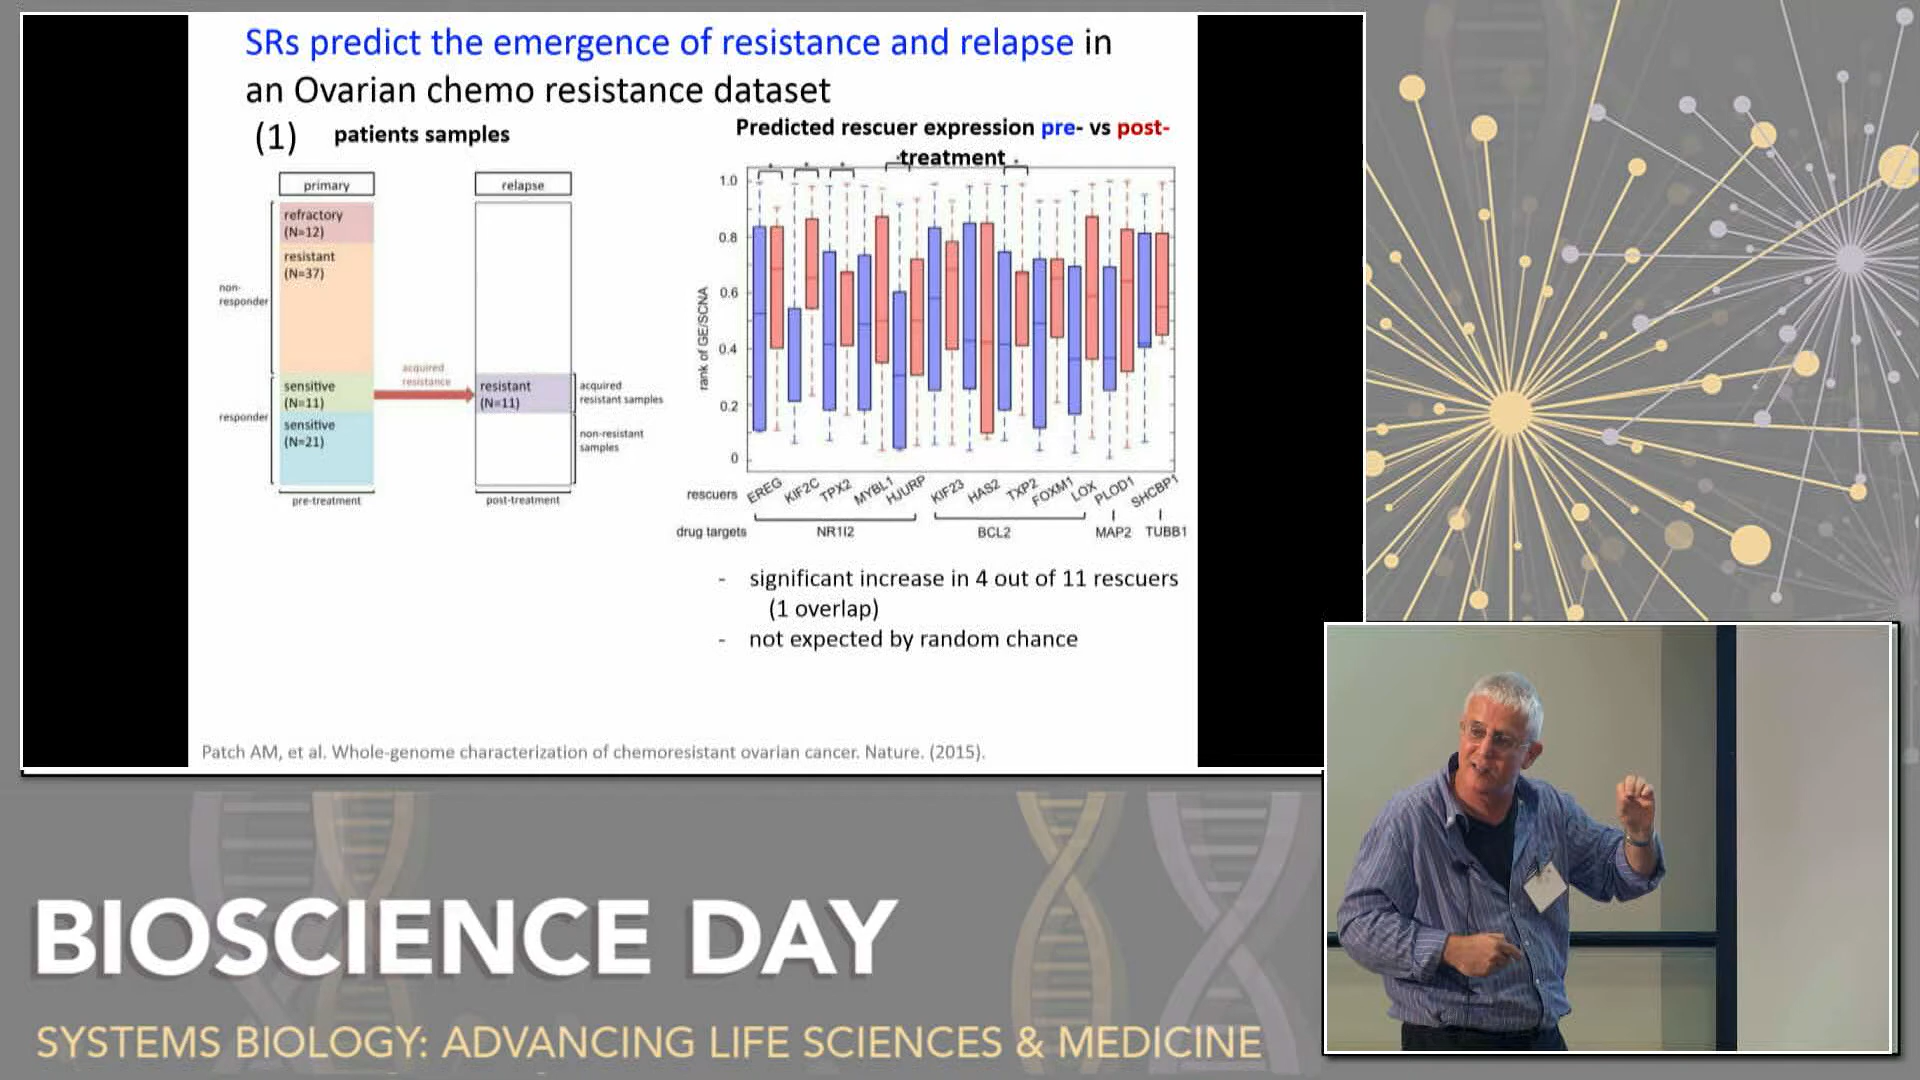 SRs predict the emergence of resistance and relapse in
an Ovarian chemo resistance dataset
(1) patients samples
primary
relapse
refractory
(N=12)
resistant
(N=37)
non-
responder
acquired
resistance
sensitive
(N=11)
resistant
(N=11)
acquired
resistant samples
responder
sensitive
(N=21)
non-resistant
samples
pre-treatment
post-treatment
Predicted rescuer expression pre- vs post-
treatment
rank of GE/SCNA
1.0
0.8
0.6
0.4
0.2
0
rescuers EREG KIF2C TPX2 MYBL1 HJURP KIF23 HAS2 TXP2 FOXM1 LOX PLOD1 SHCBP1
drug targets NR1I2 BCL2 MAP2 TUBB1
- significant increase in 4 out of 11 rescuers
(1 overlap)
- not expected by random chance
Patch AM, et al. Whole-genome characterization of chemoresistant ovarian cancer. Nature. (2015).
BIOSCIENCE DAY
SYSTEMS BIOLOGY: ADVANCING LIFE SCIENCES & MEDICINE